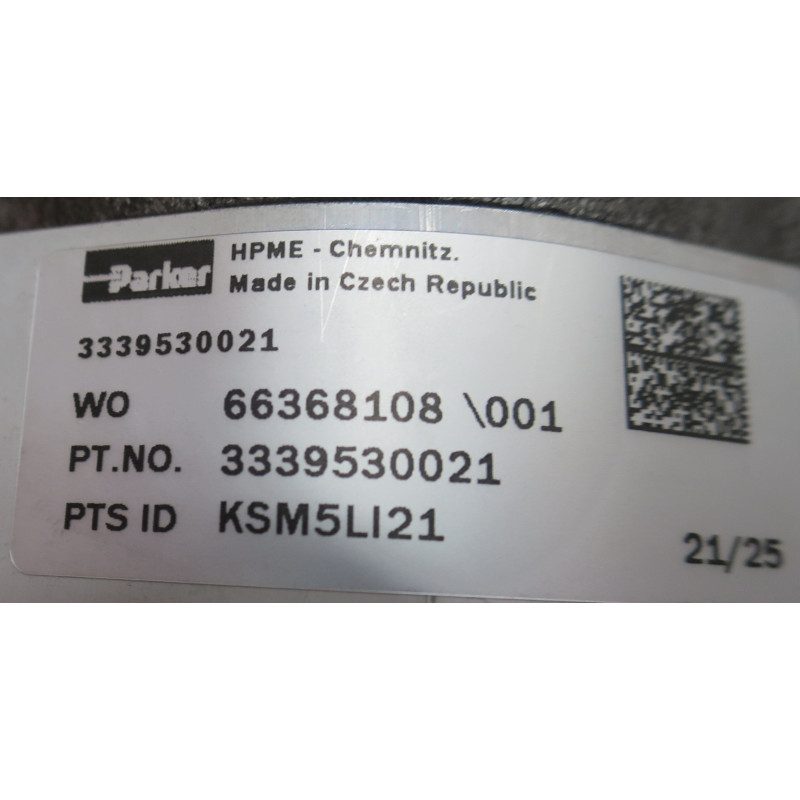 Parker
HPME - Chemnitz.
Made in Czech Republic
3339530021
WO 66368108 \001
PT.NO. 3339530021
PTS ID KSM5LI21
21/25